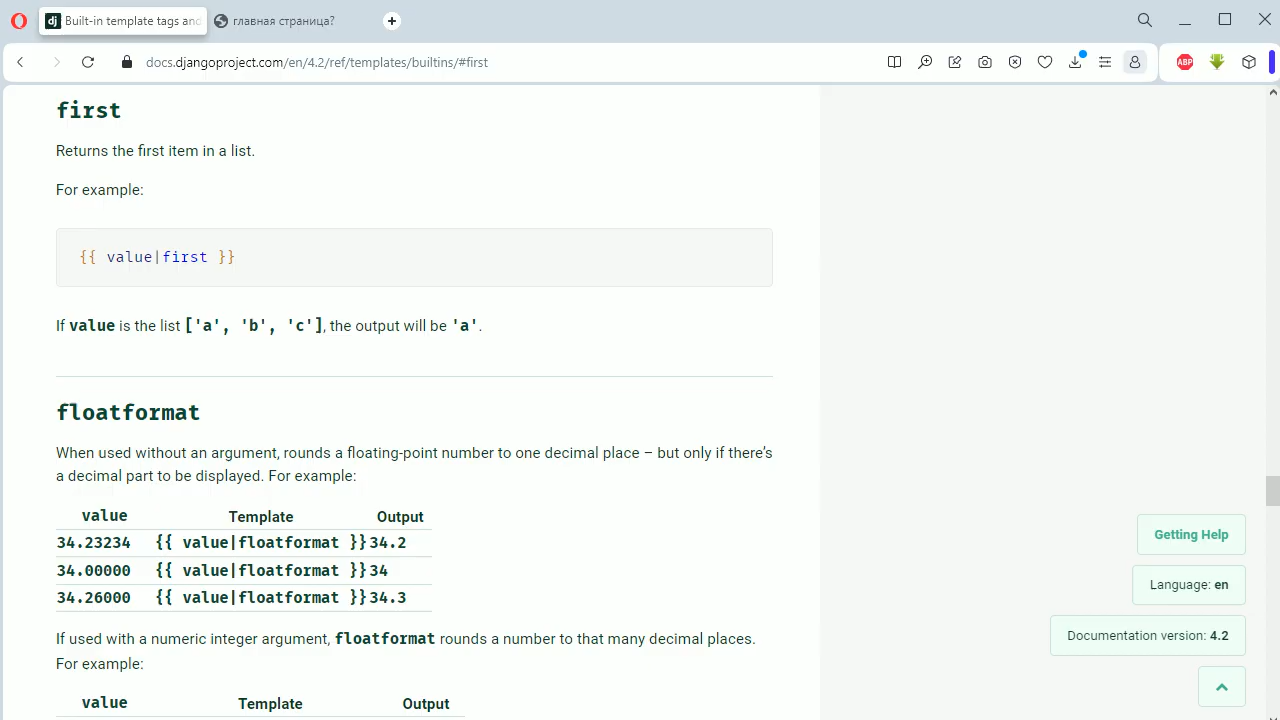 Built-in template tags and
главная страница?
docs.djangoproject.com/en/4.2/ref/templates/builtins/#first
ABP
first
Returns the first item in a list.
For example:
{{ value|first }}
If value is the list ['a', 'b', 'c'], the output will be 'a'.
floatformat
When used without an argument, rounds a floating-point number to one decimal place – but only if there's
a decimal part to be displayed. For example:
value Template Output
34.23234 {{ value|floatformat }} 34.2
34.00000 {{ value|floatformat }} 34
34.26000 {{ value|floatformat }} 34.3
If used with a numeric integer argument, floatformat rounds a number to that many decimal places.
For example:
value Template Output
Getting Help
Language: en
Documentation version: 4.2